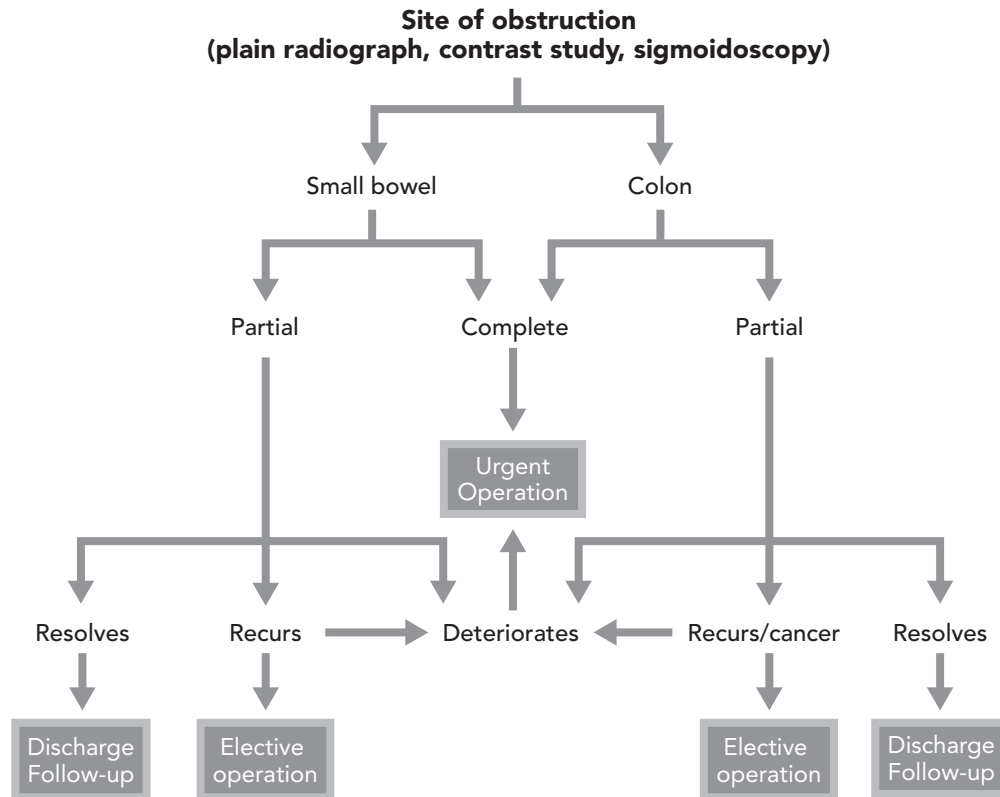 Site of obstruction
(plain radiograph, contrast study, sigmoidoscopy)
Small bowel
Colon
Partial
Complete
Partial
Urgent
Operation
Resolves
Recurs
Deteriorates
Recurs/cancer
Resolves
Discharge
Follow-up
Elective
operation
Elective
operation
Discharge
Follow-up